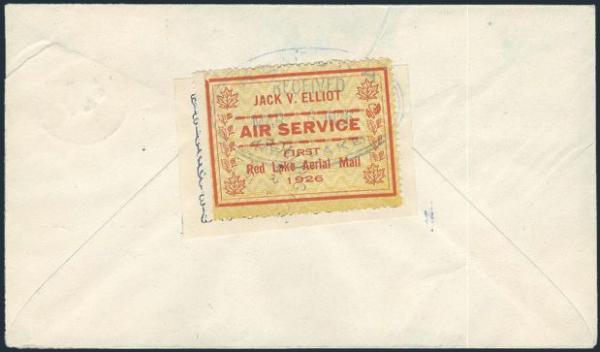 RECEIVED
JACK V. ELLIOT
AIR SERVICE
FIRST
Red Lake Aerial Mail
1926